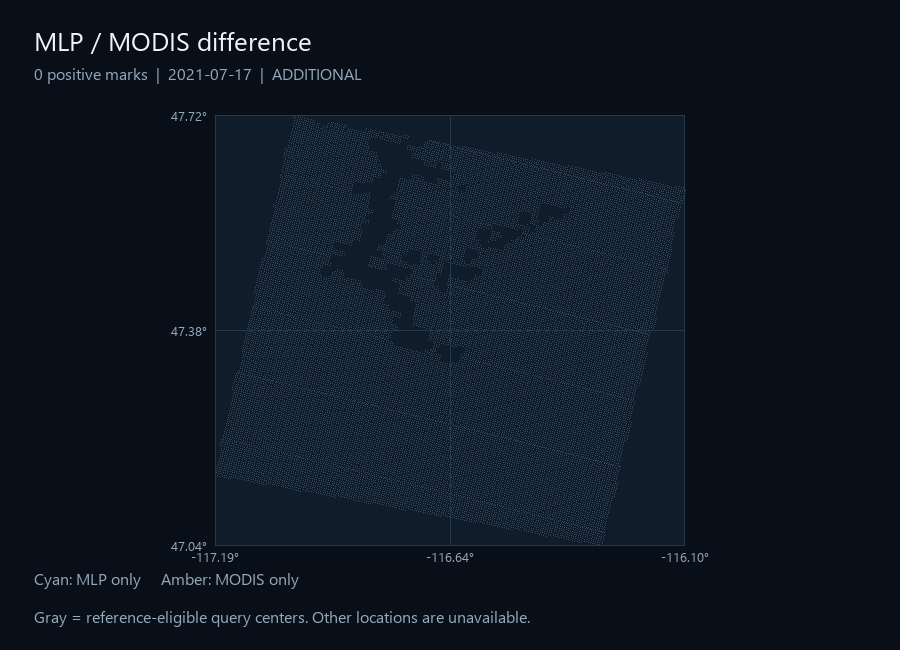 MLP / MODIS difference
0 positive marks | 2021-07-17 | ADDITIONAL
47.72°
47.38°
47.04°
-117.19° -116.64° -116.10°
Cyan: MLP only Amber: MODIS only
Gray = reference-eligible query centers. Other locations are unavailable.